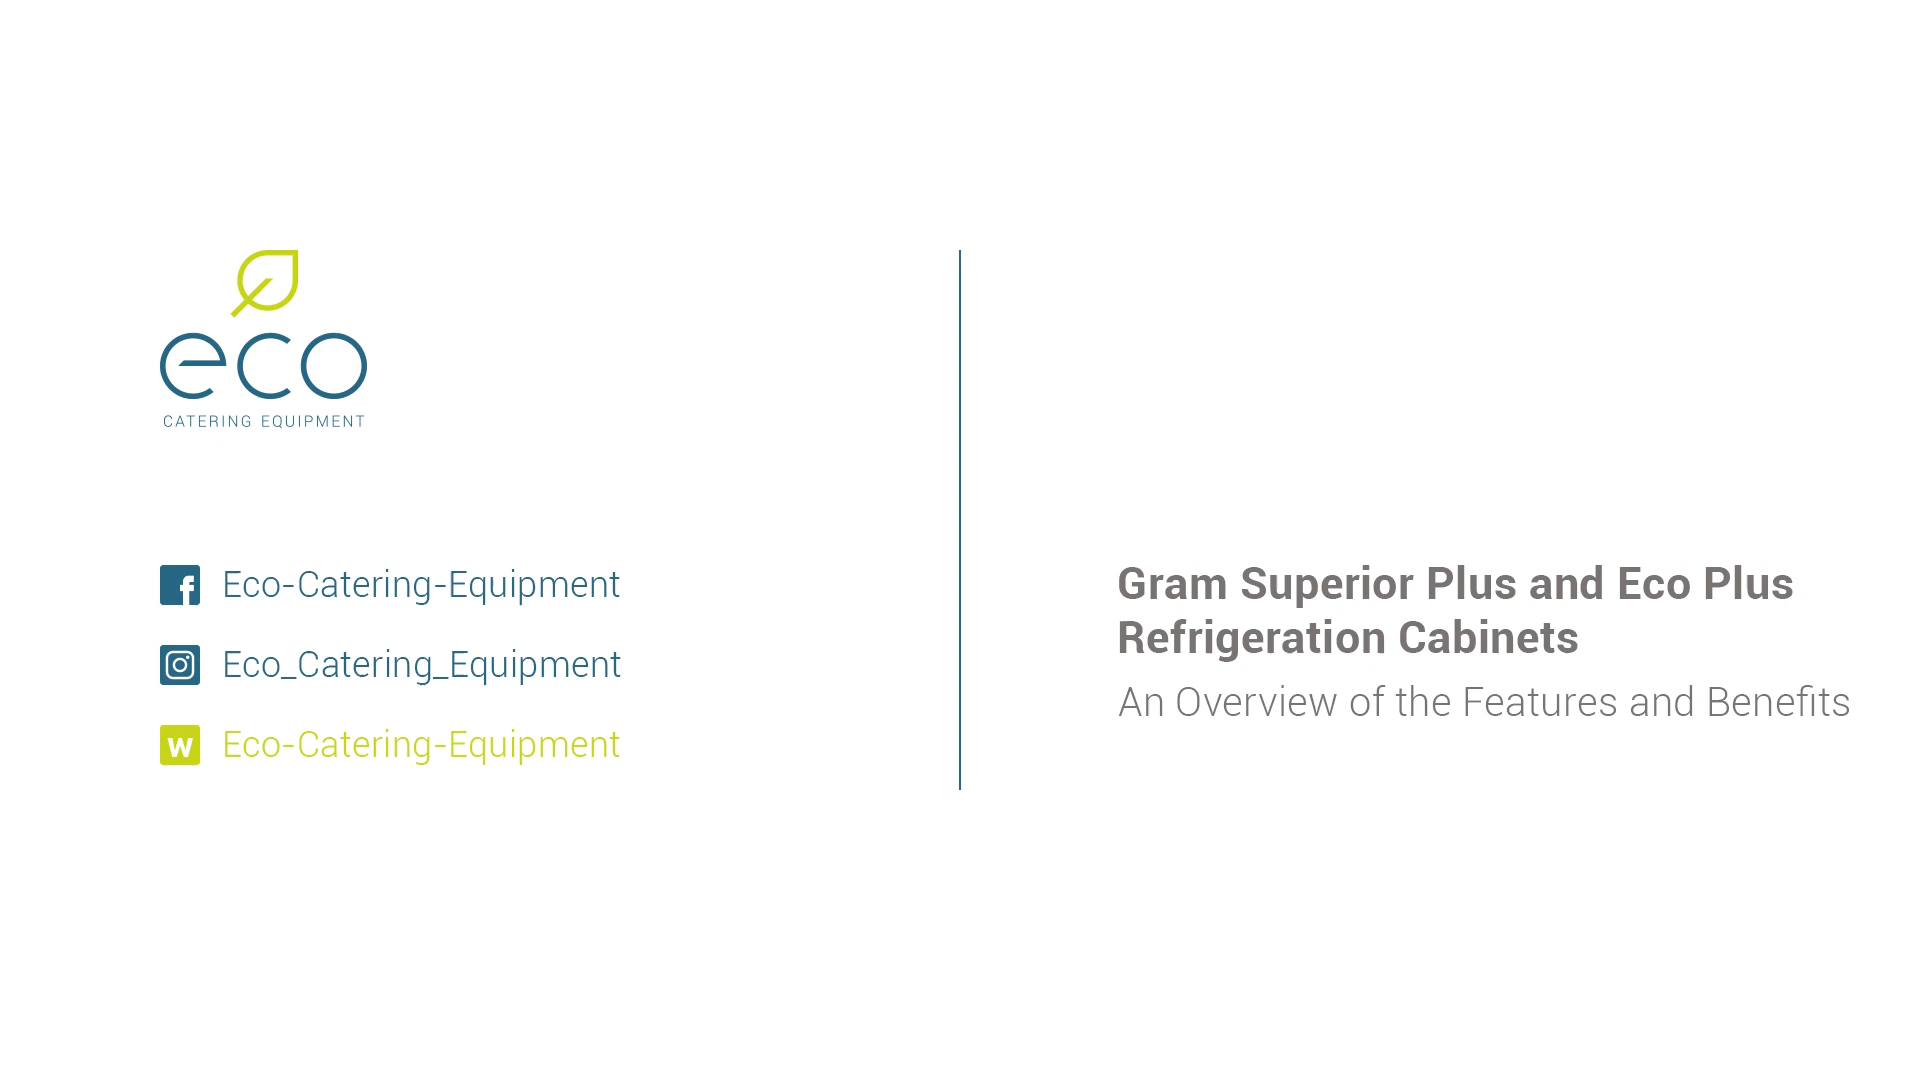 eco
CATERING EQUIPMENT
Eco-Catering-Equipment
Eco_Catering_Equipment
W Eco-Catering-Equipment
Gram Superior Plus and Eco Plus
Refrigeration Cabinets
An Overview of the Features and Benefits